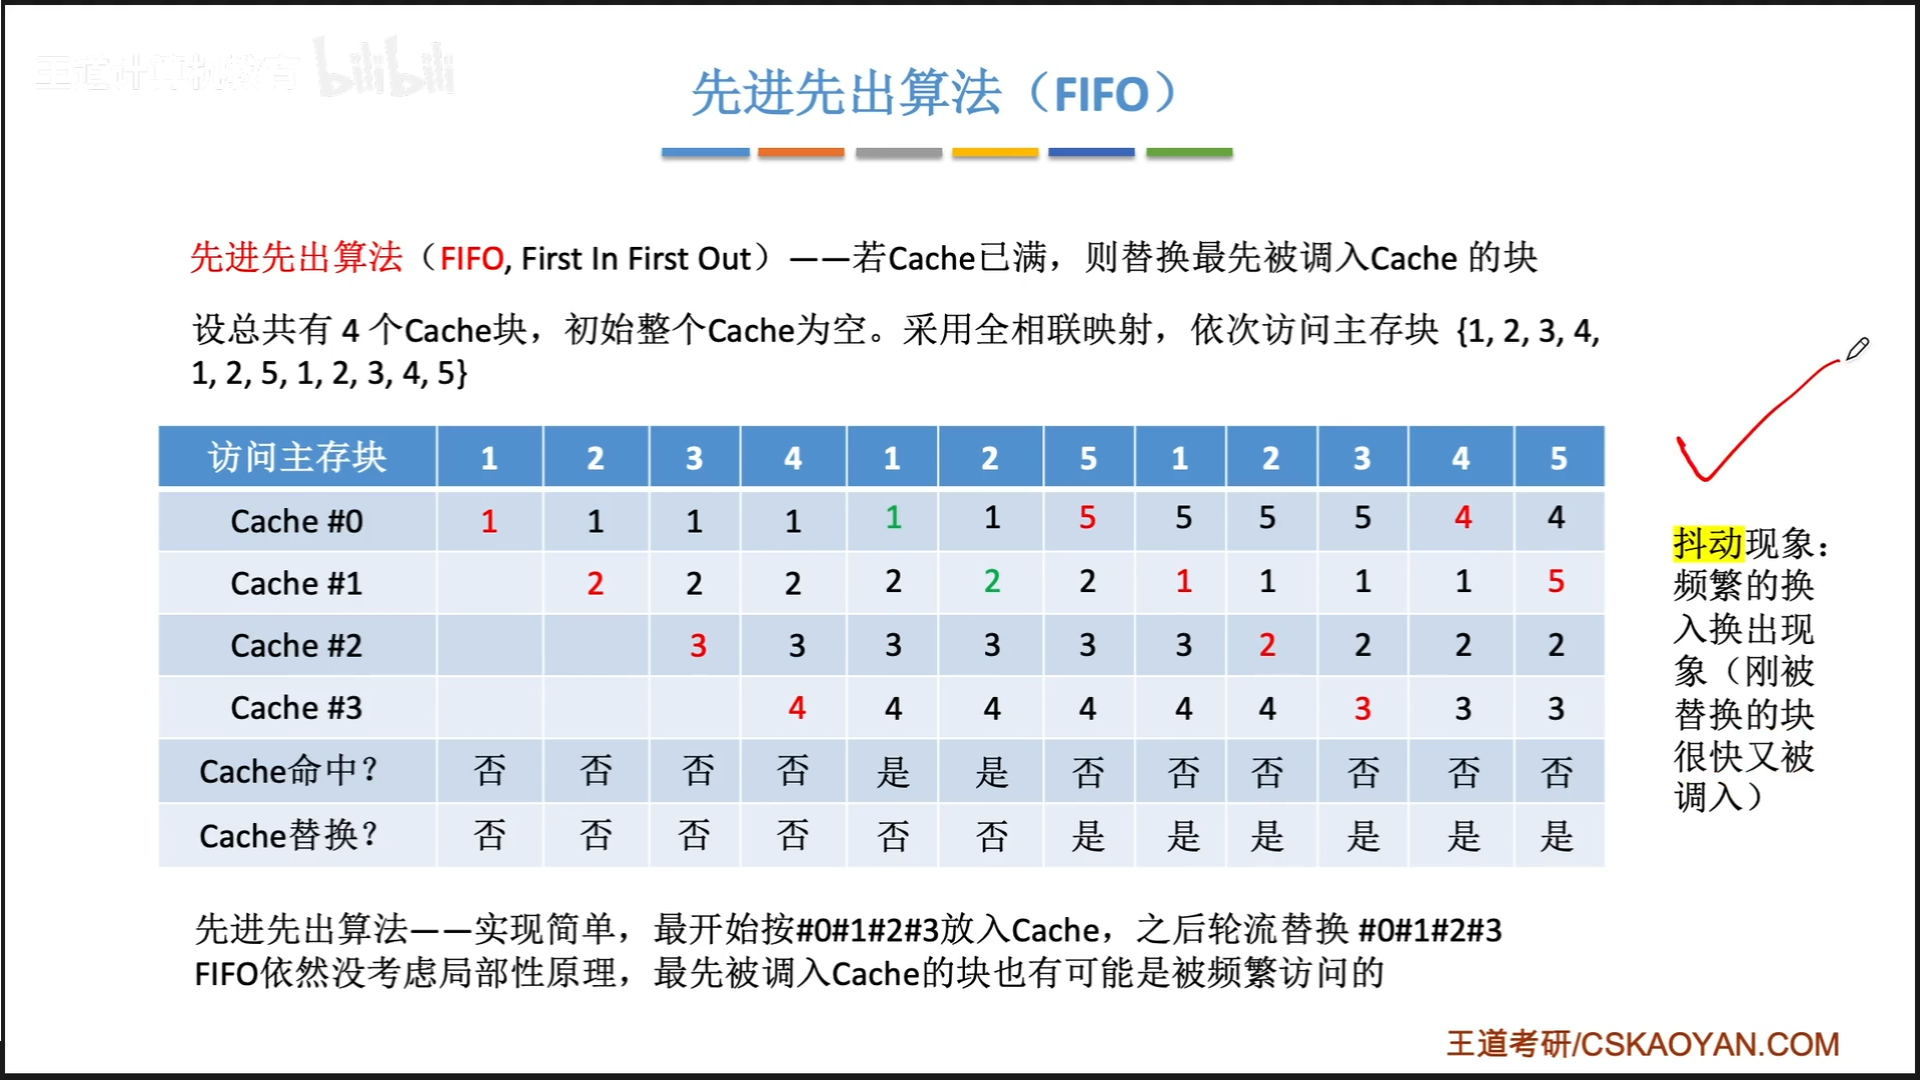 王道计算机教育 bilibili
先进先出算法（FIFO）
先进先出算法（FIFO, First In First Out）——若Cache已满，则替换最先被调入Cache 的块
设总共有 4 个Cache块，初始整个Cache为空。采用全相联映射，依次访问主存块 {1, 2, 3, 4,
1, 2, 5, 1, 2, 3, 4, 5}
访问主存块 1 2 3 4 1 2 5 1 2 3 4 5
Cache #0 1 1 1 1 1 1 5 5 5 5 4 4
Cache #1 2 2 2 2 2 2 1 1 1 1 5
Cache #2 3 3 3 3 3 3 2 2 2 2
Cache #3 4 4 4 4 4 4 3 3 3
Cache命中？ 否 否 否 否 是 是 否 否 否 否 否 否
Cache替换？ 否 否 否 否 否 否 是 是 是 是 是 是
抖动现象：
频繁的换
入换出现
象（刚被
替换的块
很快又被
调入）
先进先出算法——实现简单，最开始按#0#1#2#3放入Cache，之后轮流替换 #0#1#2#3
FIFO依然没考虑局部性原理，最先被调入Cache的块也有可能是被频繁访问的
王道考研/CSKAOYAN.COM